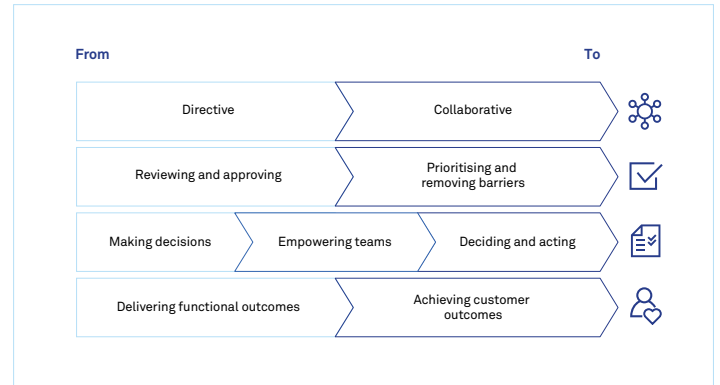 From
To
Directive
Collaborative
Reviewing and approving
Prioritising and
removing barriers
Making decisions
Empowering teams
Deciding and acting
Delivering functional outcomes
Achieving customer
outcomes